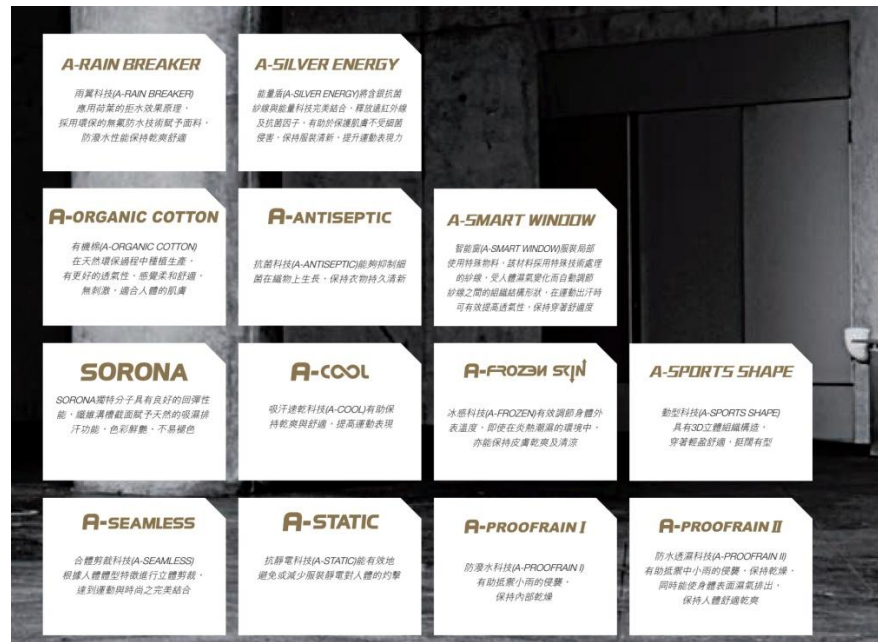 A-RAIN BREAKER
雨翼科技(A-RAIN BREAKER)
應用荷葉的拒水效果原理，
採用環保的無氟防水技術賦予面料，
防潑水性能保持乾爽舒適
A-SILVER ENERGY
能量盾(A-SILVER ENERGY)將含銀抗菌
紗線與能量科技完美結合，釋放遠紅外線
及抗菌因子，有助於保護肌膚不受細菌
侵害，保持服裝清新，提升運動表現力
A-ORGANIC COTTON
有機棉(A-ORGANIC COTTON)
在天然環保過程中種植生產，
有更好的透氣性，感覺柔和舒適，
無刺激，適合人體的肌膚
A-ANTISEPTIC
抗菌科技(A-ANTISEPTIC)能夠抑制細
菌在織物上生長，保持衣物持久清新
A-SMART WINDOW
智能窗(A-SMART WINDOW)服裝局部
使用特殊物料，該材料採用特殊技術處理
的紗線，受人體濕氣變化而自動調節
紗線之間的組織結構形狀，在運動出汗時
可有效提高透氣性，保持穿著舒適度
SORONA
SORONA獨特分子具有良好的回彈性
能，纖維溝槽截面賦予天然的吸濕排
汗功能，色彩鮮艷，不易褪色
A-COOL
吸汗速乾科技(A-COOL)有助保
持乾爽與舒適，提高運動表現
A-FROZEN SKIN
冰感科技(A-FROZEN)有效調節身體外
表溫度，即使在炎熱潮濕的環境中，
亦能保持皮膚乾爽及清涼
A-SPORTS SHAPE
動型科技(A-SPORTS SHAPE)
具有3D立體組織構造，
穿著輕盈舒適，挺闊有型
A-SEAMLESS
合體剪裁科技(A-SEAMLESS)
根據人體體型特徵進行立體剪裁，
達到運動與時尚之完美結合
A-STATIC
抗靜電科技(A-STATIC)能有效地
避免或減少服裝靜電對人體的灼擊
A-PROOFRAIN I
防潑水科技(A-PROOFRAIN I)
有助抵禦小雨的侵襲，
保持內部乾燥
A-PROOFRAIN II
防水透濕科技(A-PROOFRAIN II)
有助抵禦中小雨的侵襲，保持乾燥，
同時能使身體表面濕氣排出，
保持人體舒適乾爽